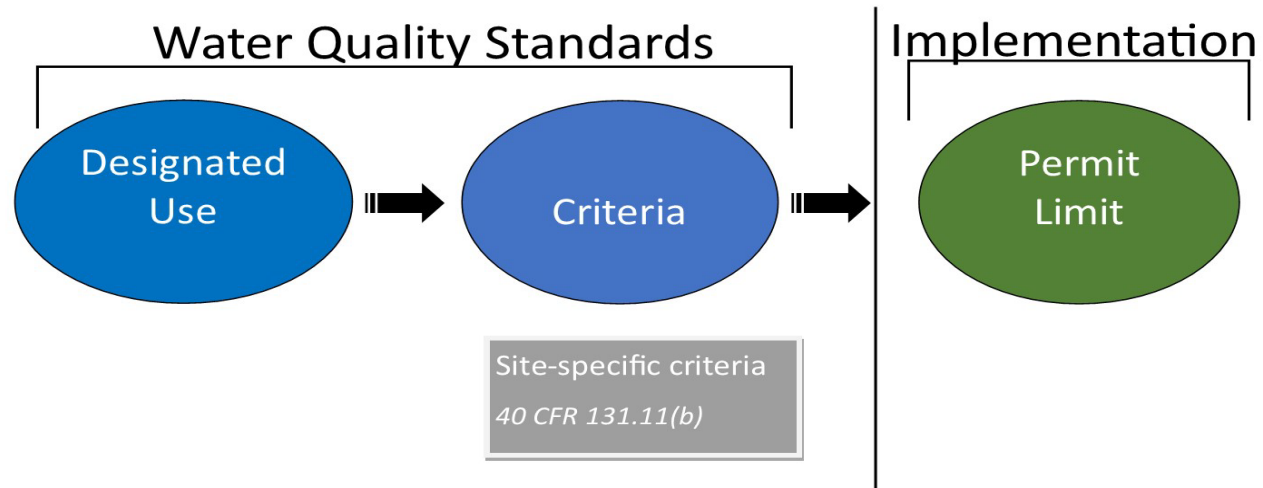 Water Quality Standards
Implementation
Designated
Use
Criteria
Permit
Limit
Site-specific criteria
40 CFR 131.11(b)